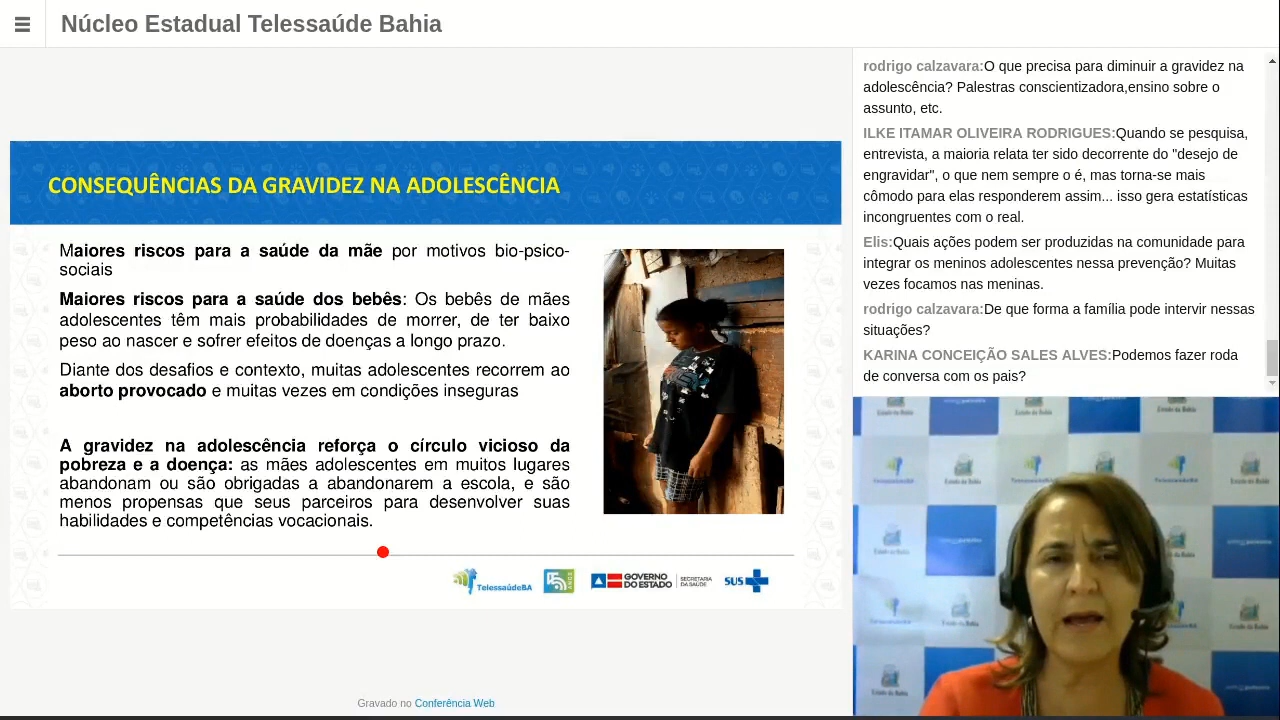 Núcleo Estadual Telessaúde Bahia
CONSEQUÊNCIAS DA GRAVIDEZ NA ADOLESCÊNCIA
Maiores riscos para a saúde da mãe por motivos bio-psico-
sociais
Maiores riscos para a saúde dos bebês: Os bebês de mães
adolescentes têm mais probabilidades de morrer, de ter baixo
peso ao nascer e sofrer efeitos de doenças a longo prazo.
Diante dos desafios e contexto, muitas adolescentes recorrem ao
aborto provocado e muitas vezes em condições inseguras
A gravidez na adolescência reforça o círculo vicioso da
pobreza e a doença: as mães adolescentes em muitos lugares
abandonam ou são obrigadas a abandonarem a escola, e são
menos propensas que seus parceiros para desenvolver suas
habilidades e competências vocacionais.
TelessaúdeBA
GOVERNO
DO ESTADO
SECRETARIA
DA SAÚDE
SUS
Gravado no Conferência Web
rodrigo calzavara:O que precisa para diminuir a gravidez na
adolescência? Palestras conscientizadora,ensino sobre o
assunto, etc.
ILKE ITAMAR OLIVEIRA RODRIGUES:Quando se pesquisa,
entrevista, a maioria relata ter sido decorrente do "desejo de
engravidar", o que nem sempre o é, mas torna-se mais
cômodo para elas responderem assim... isso gera estatísticas
incongruentes com o real.
Elis:Quais ações podem ser produzidas na comunidade para
integrar os meninos adolescentes nessa prevenção? Muitas
vezes focamos nas meninas.
rodrigo calzavara:De que forma a família pode intervir nessas
situações?
KARINA CONCEIÇÃO SALES ALVES:Podemos fazer roda
de conversa com os pais?